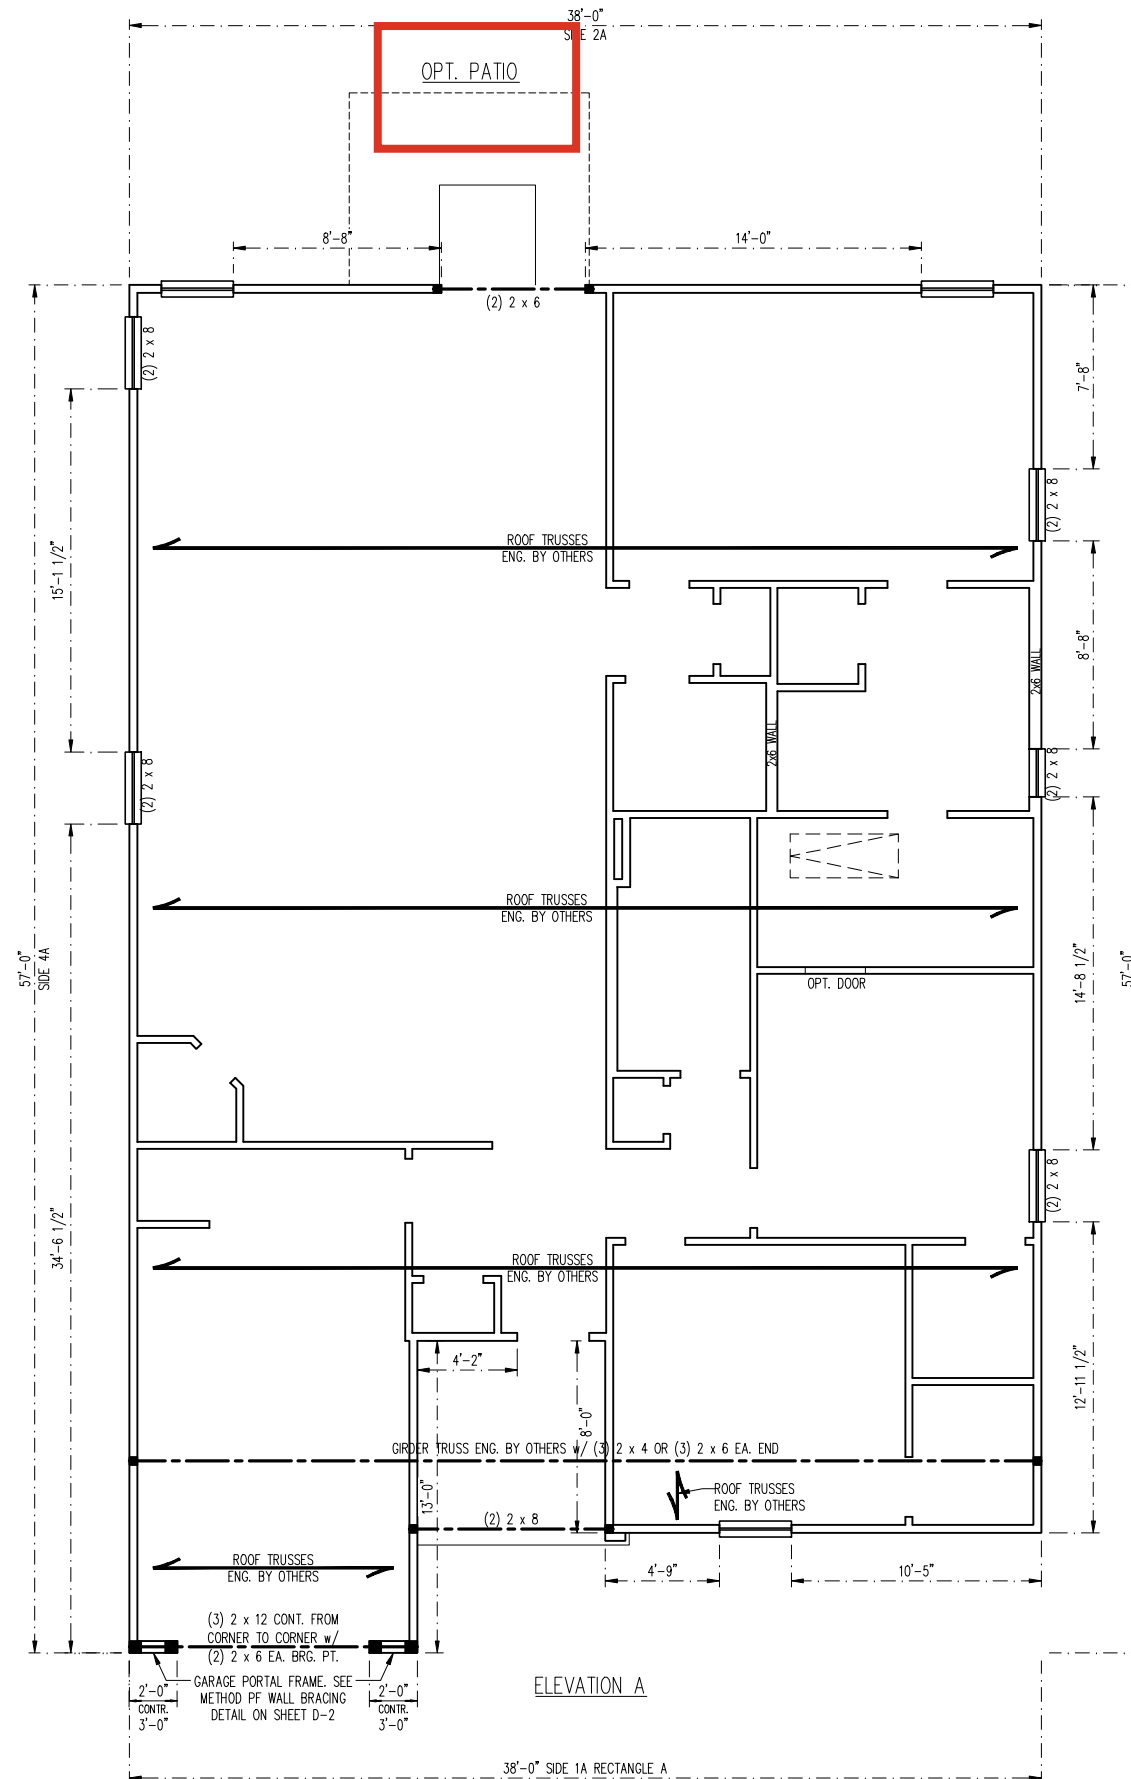 38'-0"
SIDE 2A
OPT. PATIO
8'-8"
14'-0"
(2) 2 x 6
(2) 2 x 8
7'-8"
(2) 2 x 8
15'-1 1/2"
ROOF TRUSSES
ENG. BY OTHERS
8'-8"
2x6 WALL
2x6 WALL
(2) 2 x 8
(2) 2 x 8
ROOF TRUSSES
ENG. BY OTHERS
57'-0"
SIDE 4A
OPT. DOOR
14'-8 1/2"
57'-0"
(2) 2 x 8
34'-6 1/2"
ROOF TRUSSES
ENG. BY OTHERS
4'-2"
12'-11 1/2"
8'-0"
GIRDER TRUSS ENG. BY OTHERS w/ (3) 2 x 4 OR (3) 2 x 6 EA. END
13'-0"
ROOF TRUSSES
ENG. BY OTHERS
(2) 2 x 8
ROOF TRUSSES
ENG. BY OTHERS
4'-9"
10'-5"
(3) 2 x 12 CONT. FROM
CORNER TO CORNER w/
(2) 2 x 6 EA. BRG. PT.
GARAGE PORTAL FRAME. SEE
METHOD PF WALL BRACING
DETAIL ON SHEET D-2
2'-0"
CONTR.
3'-0"
2'-0"
CONTR.
3'-0"
ELEVATION A
38'-0" SIDE 1A RECTANGLE A